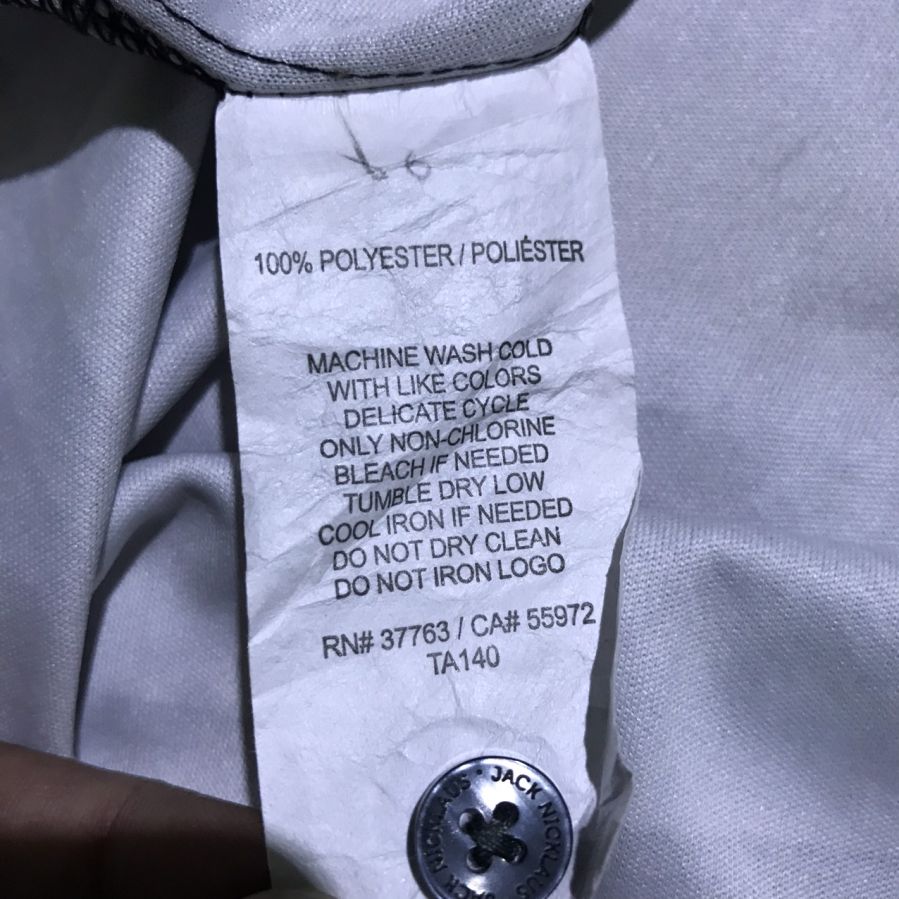 100% POLYESTER / POLIÉSTER
MACHINE WASH COLD
WITH LIKE COLORS
DELICATE CYCLE
ONLY NON-CHLORINE
BLEACH IF NEEDED
TUMBLE DRY LOW
COOL IRON IF NEEDED
DO NOT DRY CLEAN
DO NOT IRON LOGO
RN# 37763 / CA# 55972
TA140
JACK NICKLAUS · JACK NICKLAUS